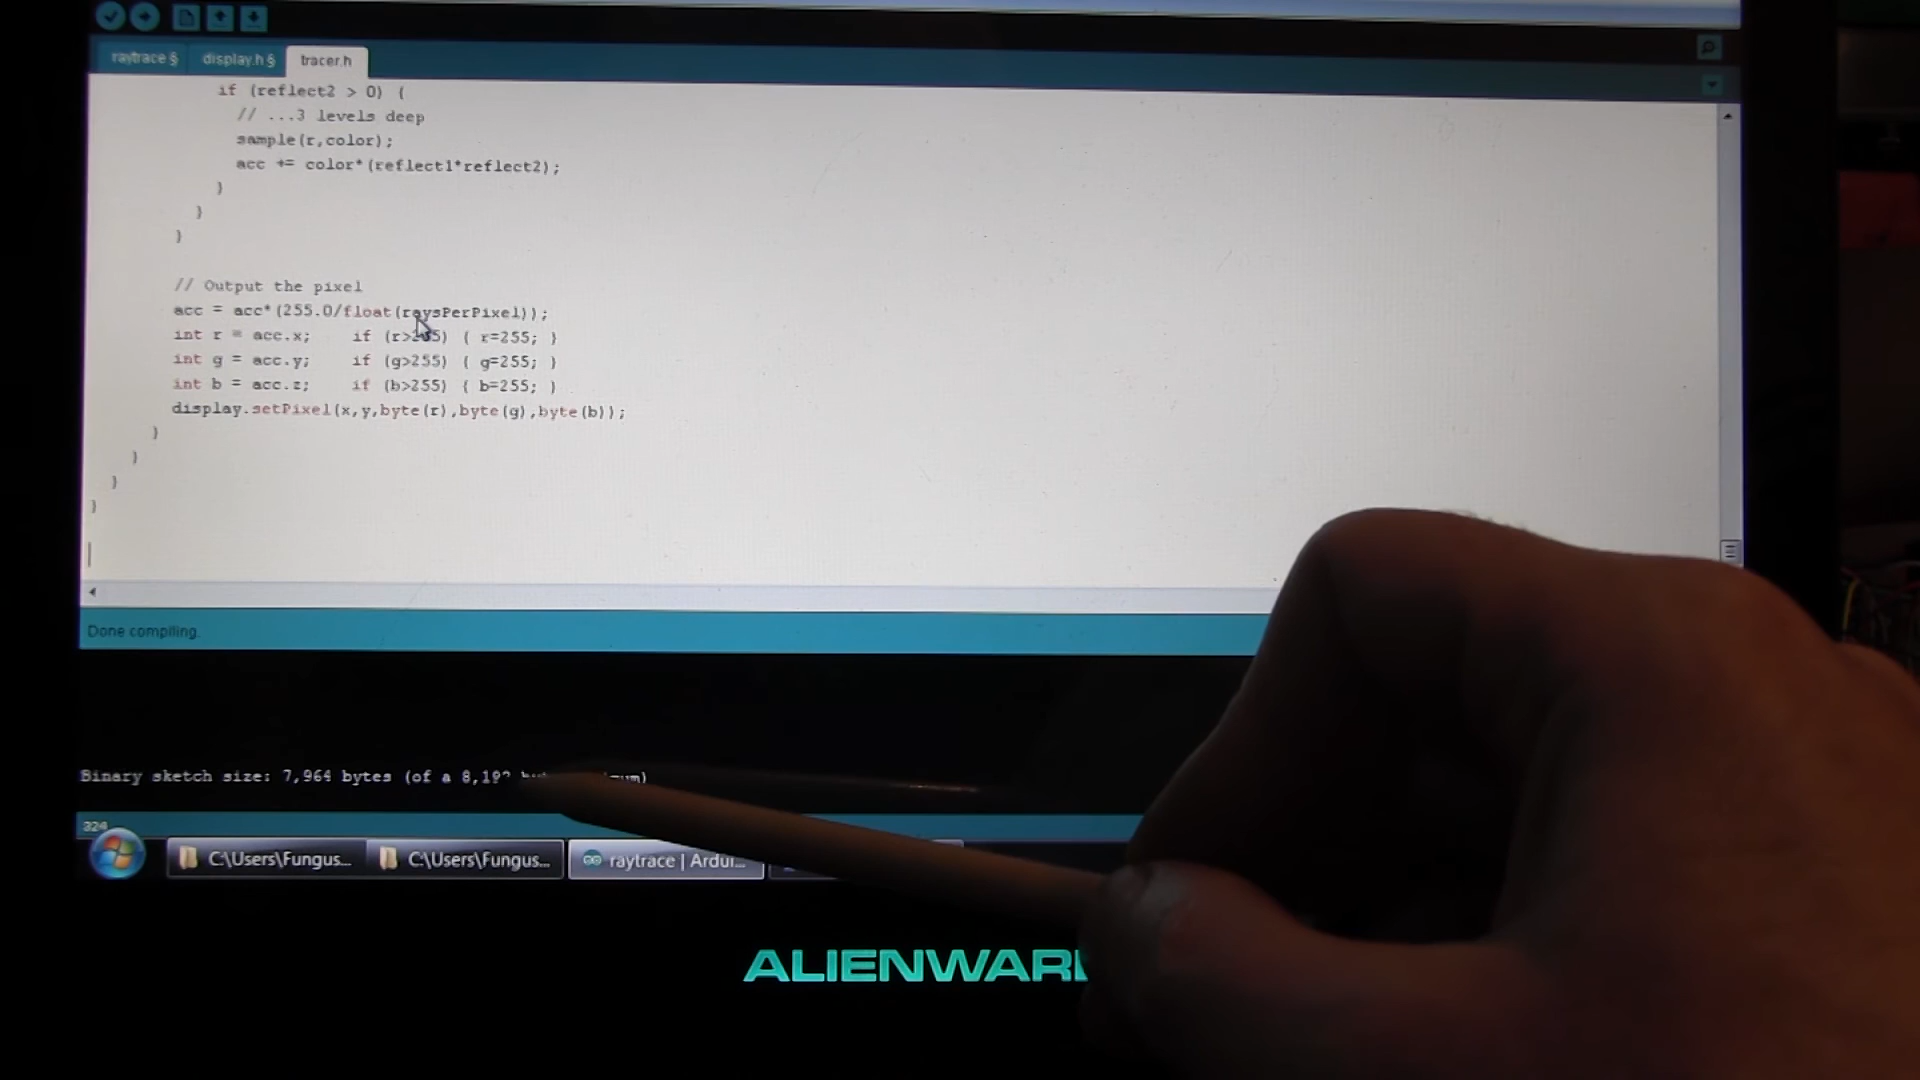 raytrace § display.h § tracer.h
if (reflect2 > 0) {
// ...3 levels deep
sample(r,color);
acc += color*(reflect1*reflect2);
}
}
}
// Output the pixel
acc = acc*(255.0/float(raysPerPixel));
int r = acc.x; if (r>255) { r=255; }
int g = acc.y; if (g>255) { g=255; }
int b = acc.z; if (b>255) { b=255; }
display.setPixel(x,y,byte(r),byte(g),byte(b));
}
}
}
}
Done compiling.
Binary sketch size: 7,964 bytes (of a
324
C:\Users\Fungus... C:\Users\Fungus... raytrace | Ardui...
ALIENWARE